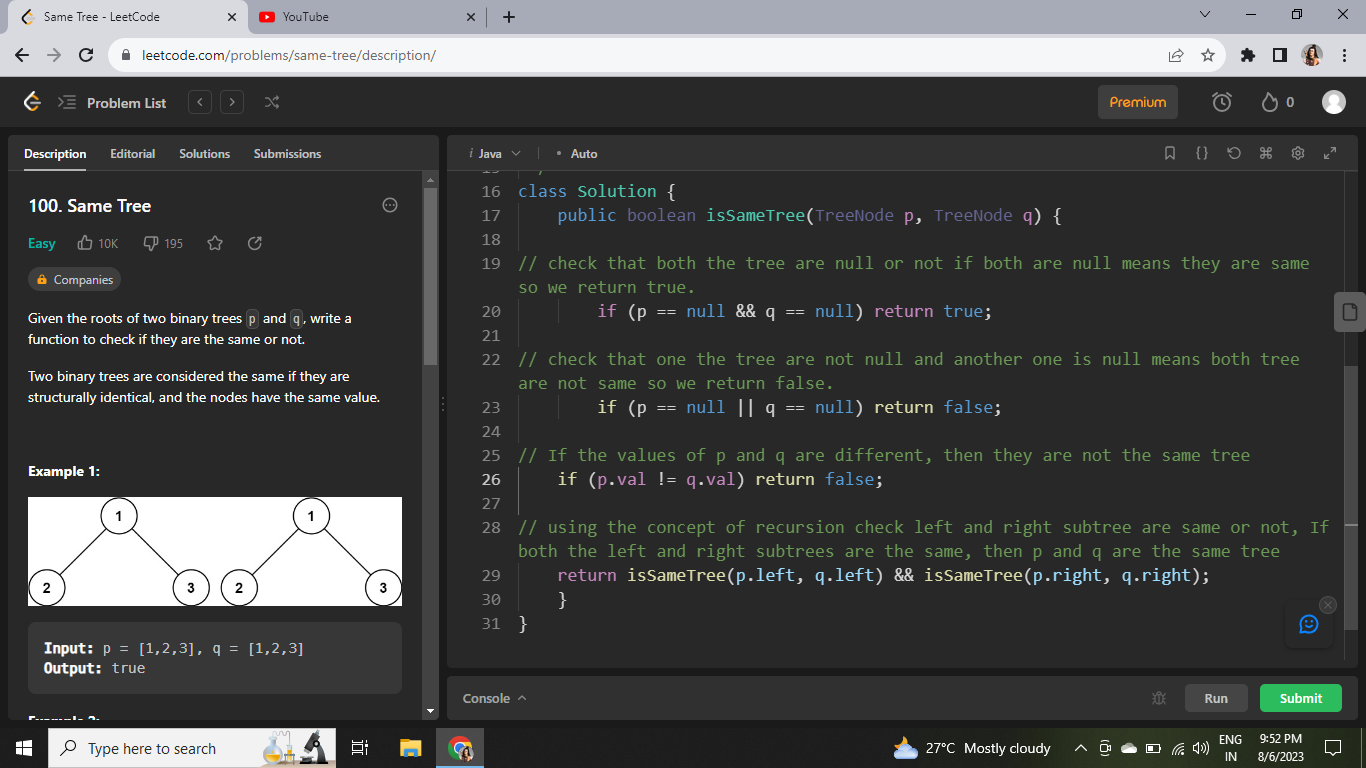 Same Tree - LeetCode
YouTube
leetcode.com/problems/same-tree/description/
Problem List
Premium
0
Description
Editorial
Solutions
Submissions
100. Same Tree
Easy
10K
195
Companies
Given the roots of two binary trees p and q, write a
function to check if they are the same or not.
Two binary trees are considered the same if they are
structurally identical, and the nodes have the same value.
Example 1:
1
2
3
1
2
3
Input: p = [1,2,3], q = [1,2,3]
Output: true
i Java
• Auto
16 class Solution {
17 public boolean isSameTree(TreeNode p, TreeNode q) {
18
19 // check that both the tree are null or not if both are null means they are same
so we return true.
20 if (p == null && q == null) return true;
21
22 // check that one the tree are not null and another one is null means both tree
are not same so we return false.
23 if (p == null || q == null) return false;
24
25 // If the values of p and q are different, then they are not the same tree
26 if (p.val != q.val) return false;
27
28 // using the concept of recursion check left and right subtree are same or not, If
both the left and right subtrees are the same, then p and q are the same tree
29 return isSameTree(p.left, q.left) && isSameTree(p.right, q.right);
30 }
31 }
Console
Run
Submit
Type here to search
27°C Mostly cloudy
ENG
IN
9:52 PM
8/6/2023